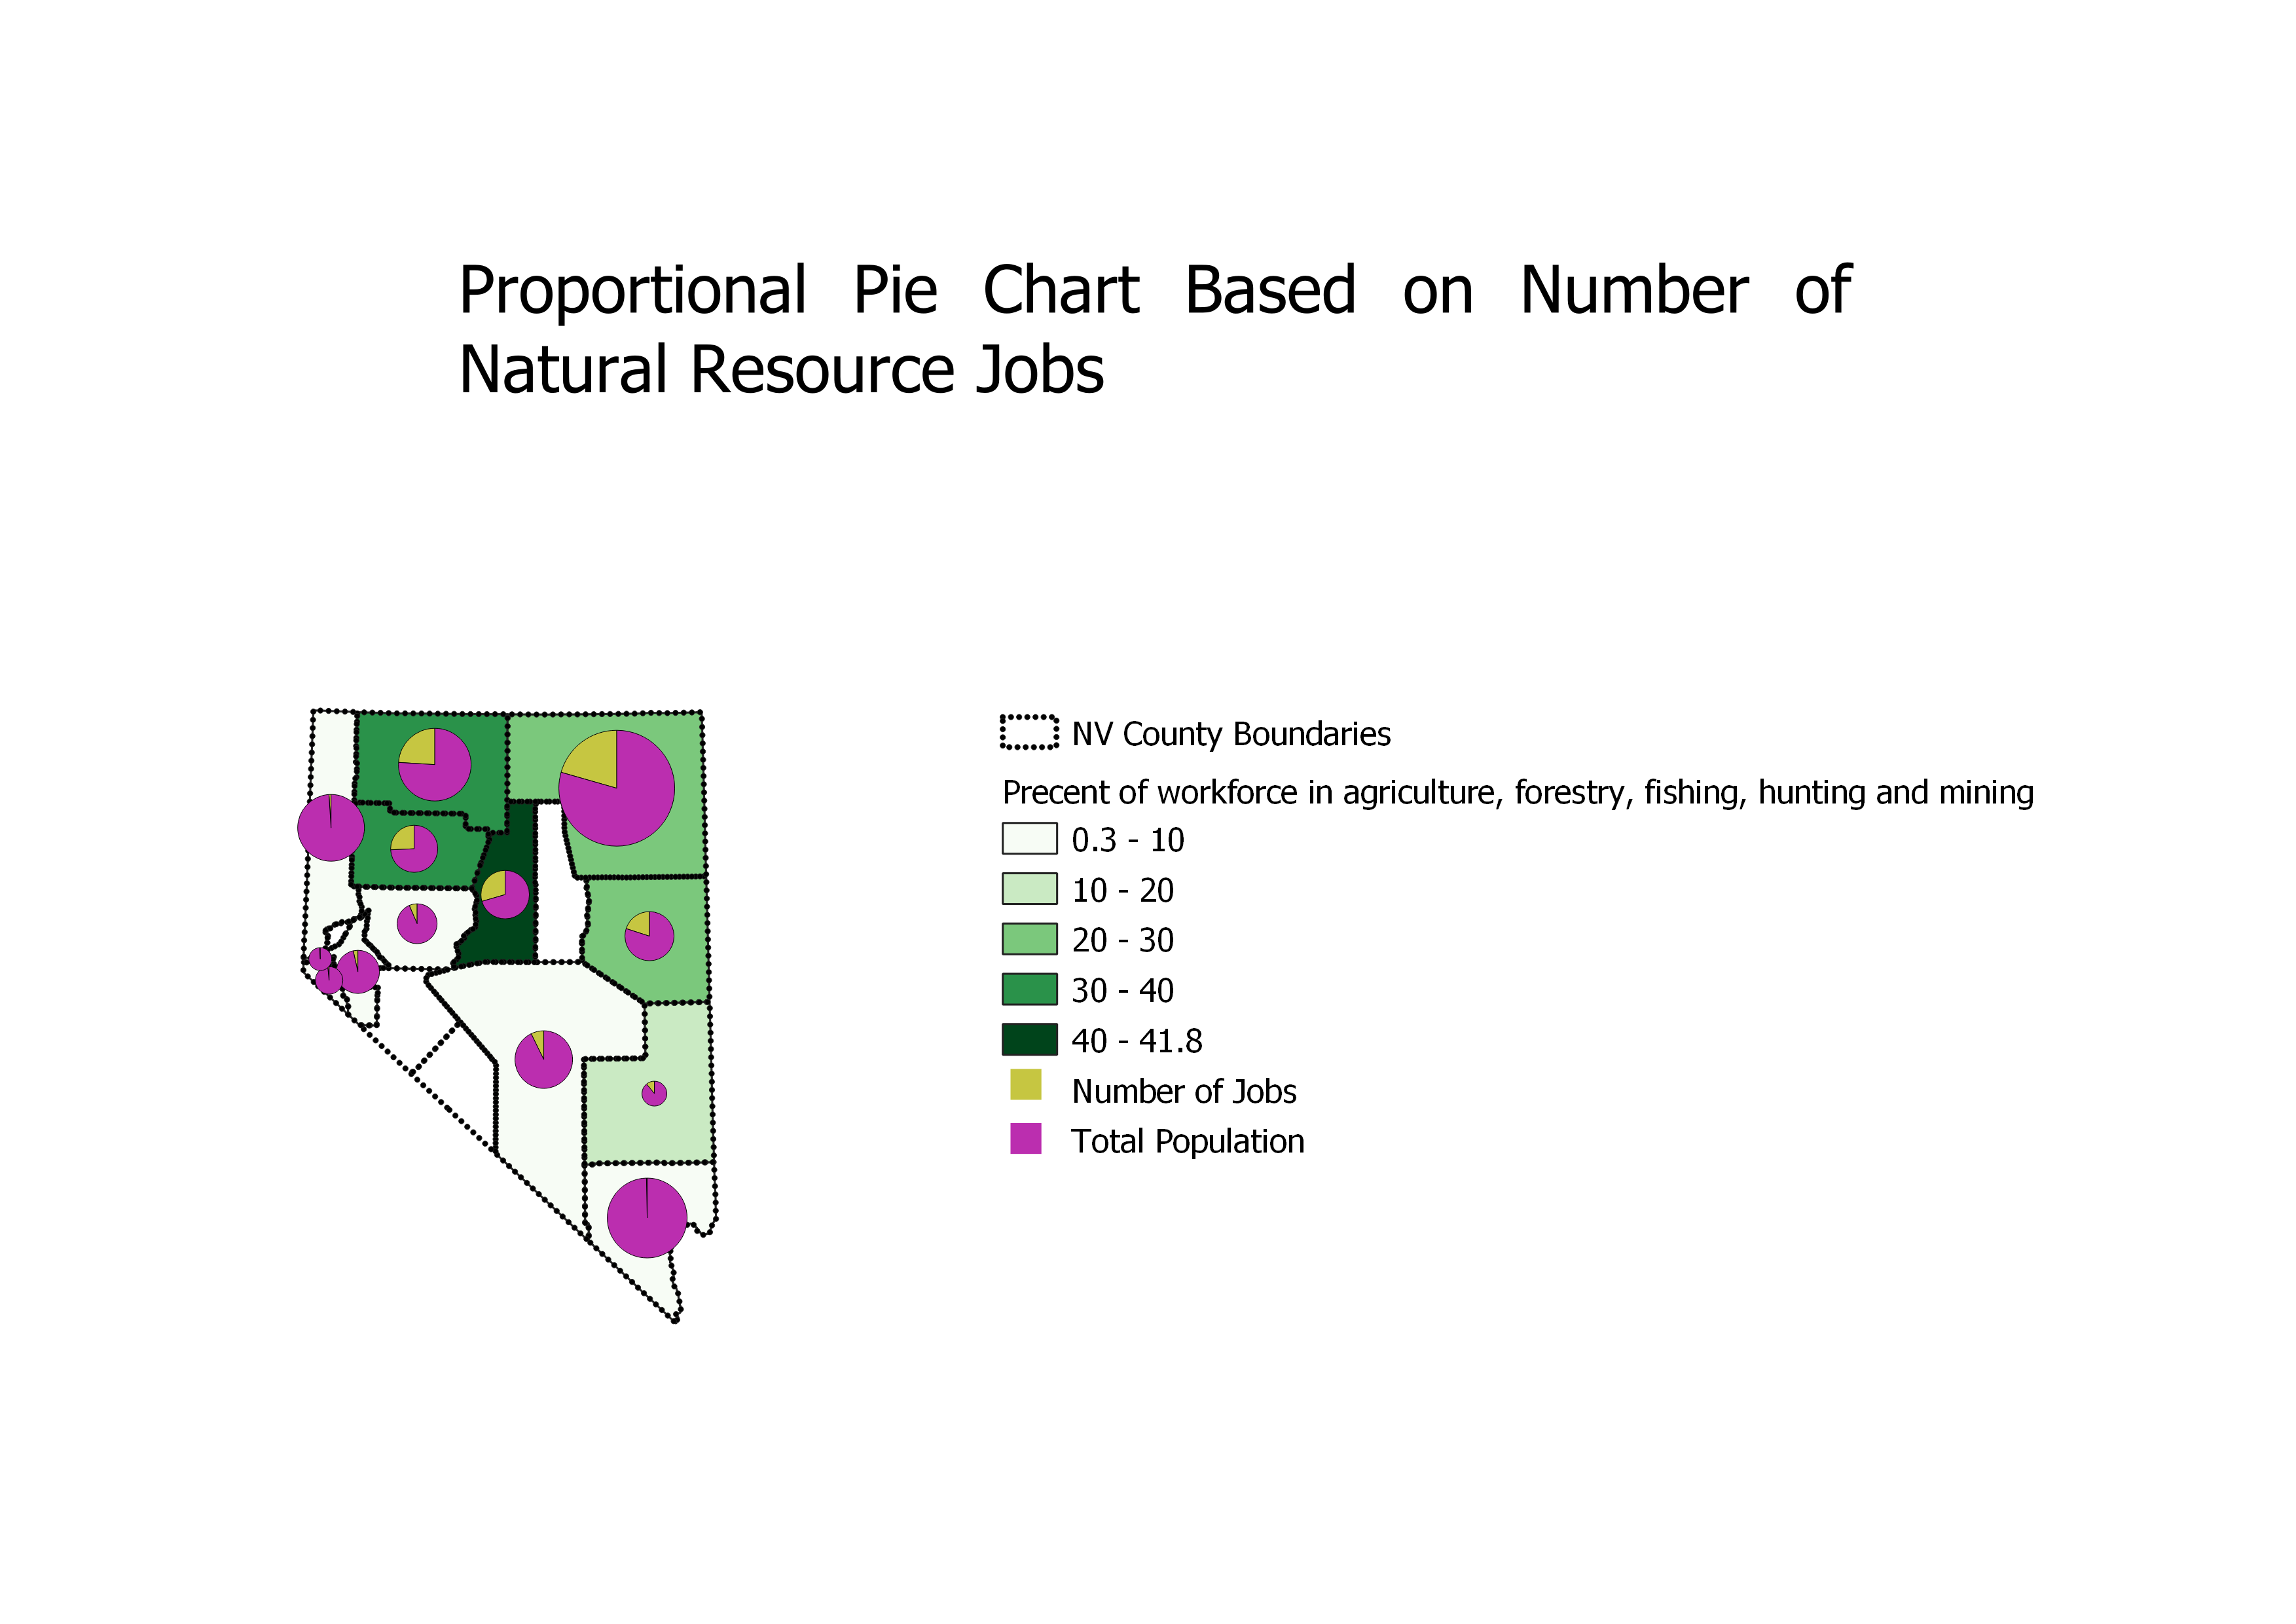 Proportional Pie Chart Based on Number of
Natural Resource Jobs
NV County Boundaries
Precent of workforce in agriculture, forestry, fishing, hunting and mining
0.3 - 10
10 - 20
20 - 30
30 - 40
40 - 41.8
Number of Jobs
Total Population